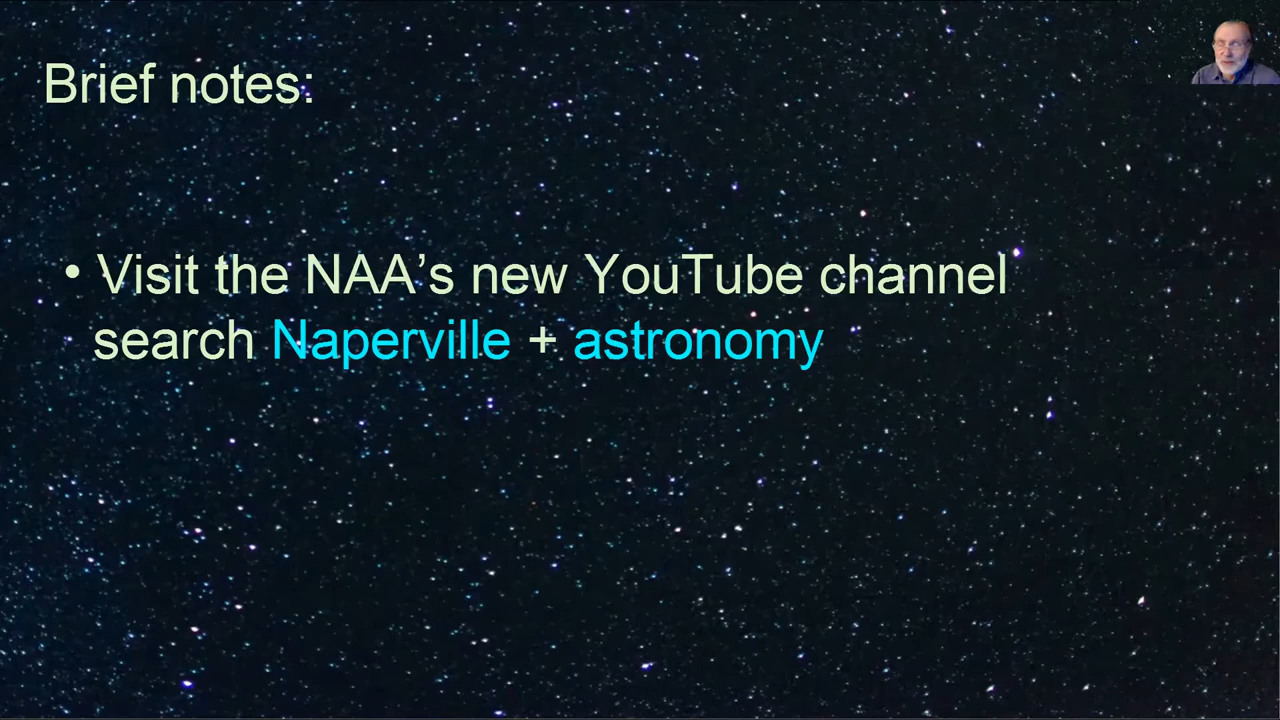 Brief notes:
• Visit the NAA’s new YouTube channel
search Naperville + astronomy